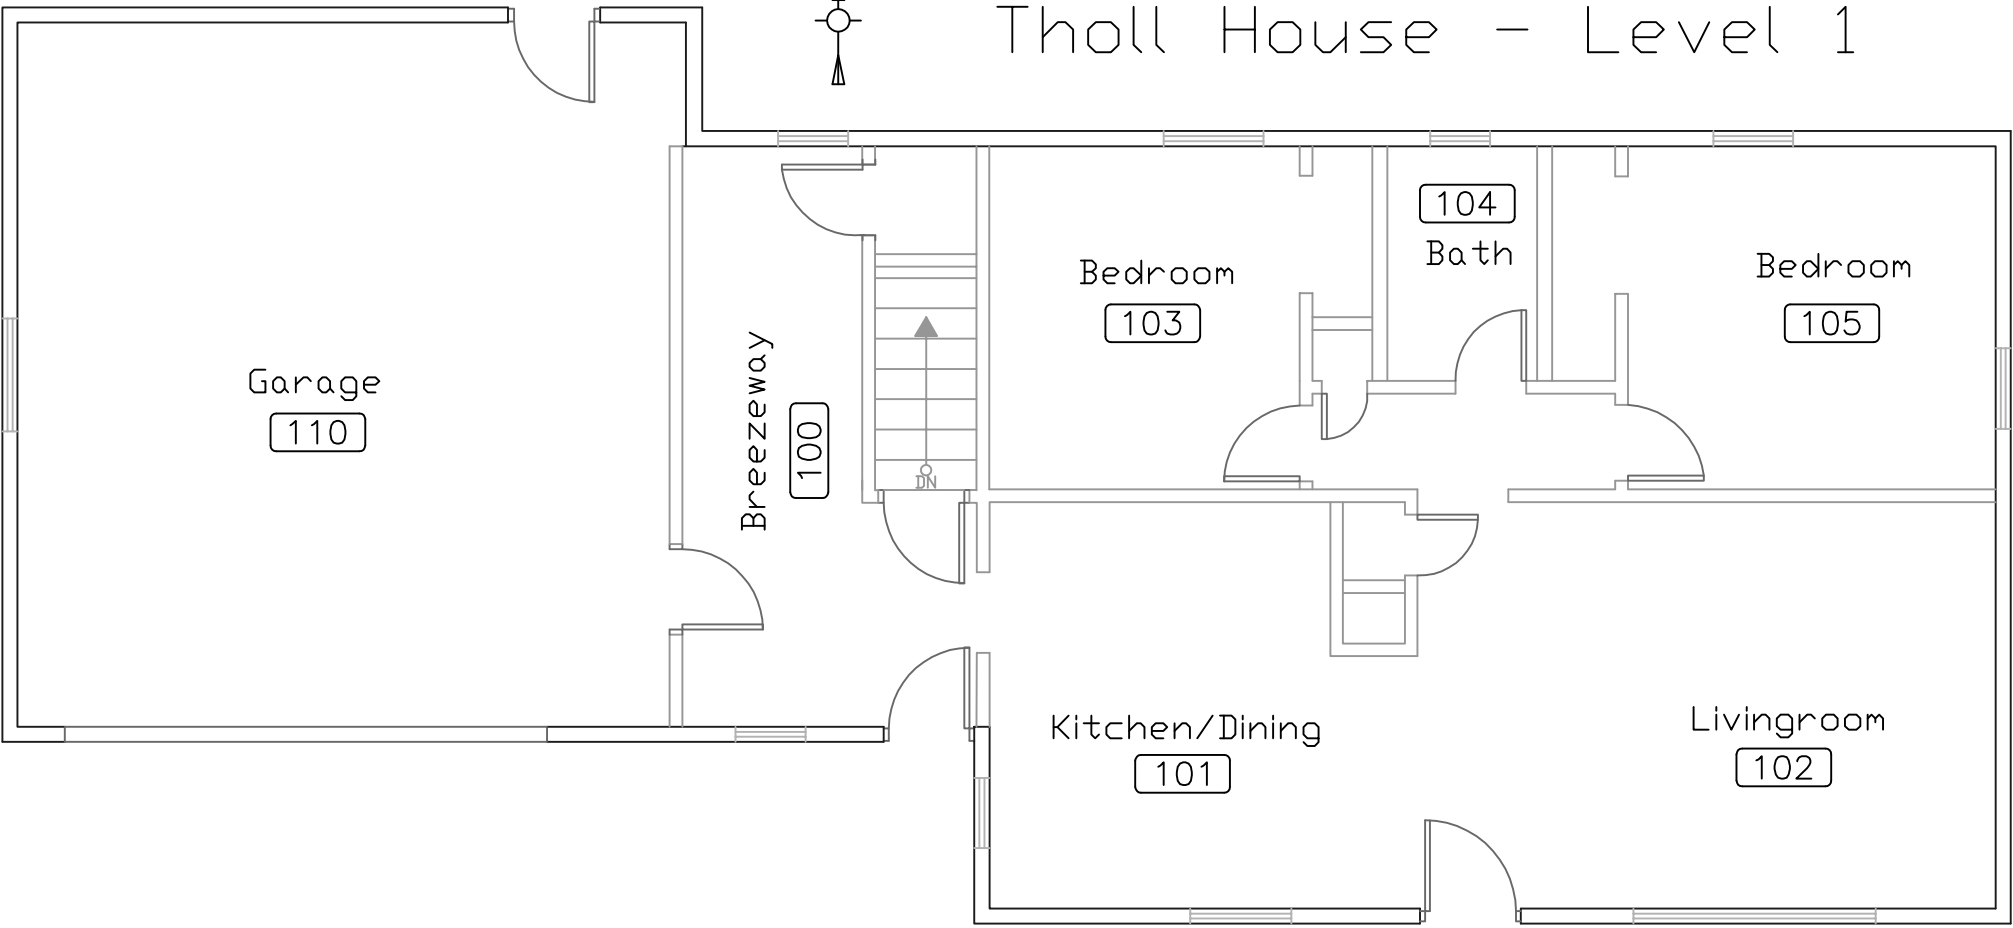 Tholl House - Level 1
104
Bath
Bedroom
103
Bedroom
105
Garage
110
Breezeway
100
DN
Kitchen/Dining
101
Livingroom
102